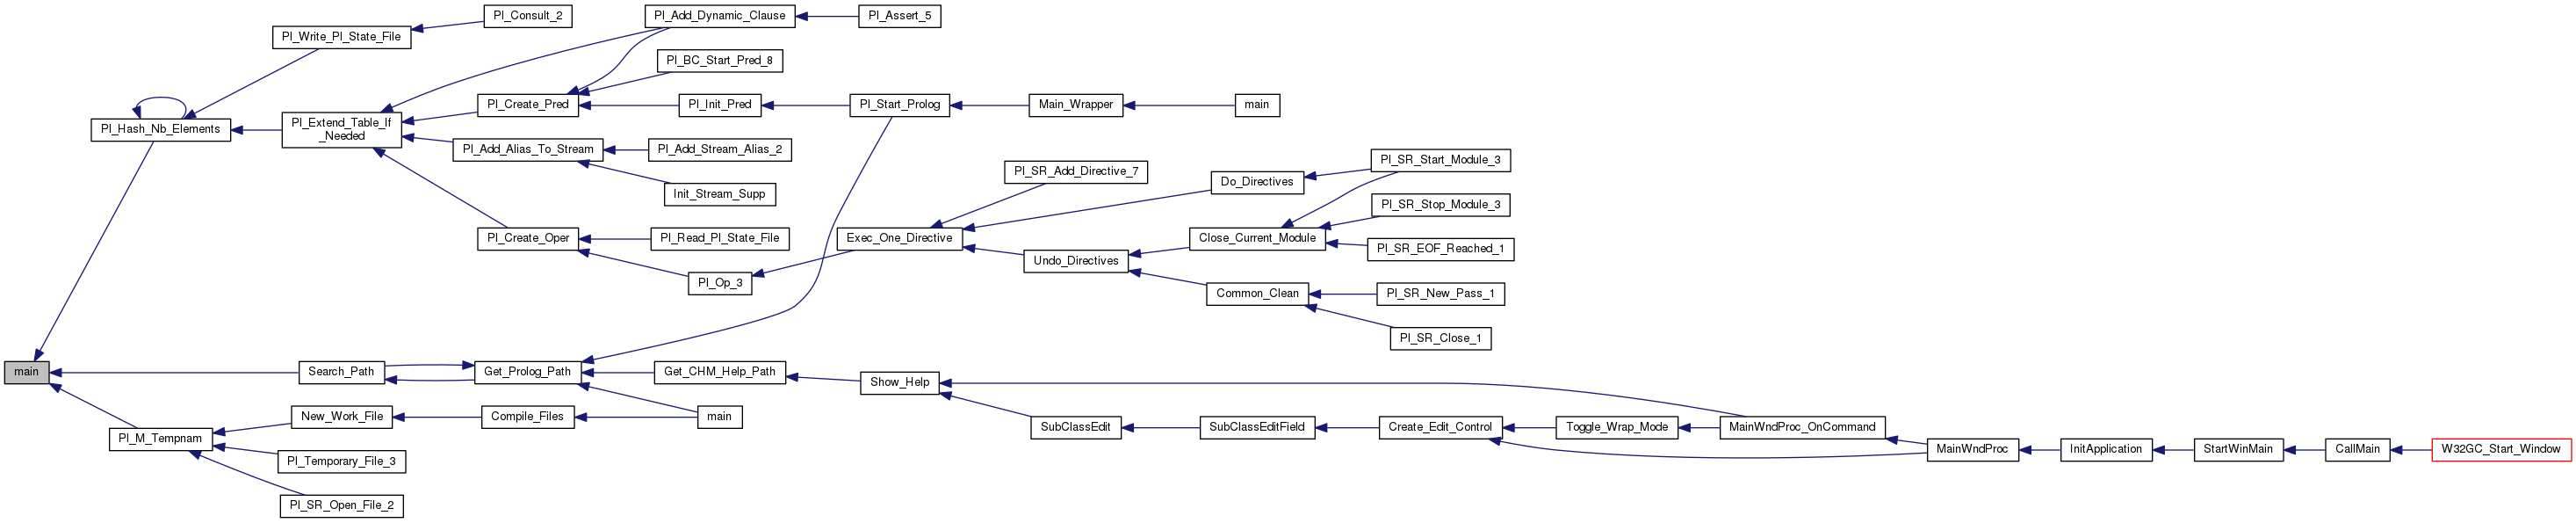 Pl_Consult_2
Pl_Add_Dynamic_Clause
Pl_Assert_5
Pl_Write_Pl_State_File
Pl_BC_Start_Pred_8
Pl_Create_Pred
Pl_Init_Pred
Pl_Start_Prolog
Main_Wrapper
main
Pl_Hash_Nb_Elements
Pl_Extend_Table_If
_Needed
Pl_Add_Alias_To_Stream
Pl_Add_Stream_Alias_2
Pl_SR_Start_Module_3
Pl_SR_Add_Directive_7
Do_Directives
Init_Stream_Supp
Pl_SR_Stop_Module_3
Pl_Create_Oper
Pl_Read_Pl_State_File
Exec_One_Directive
Close_Current_Module
Pl_SR_EOF_Reached_1
Undo_Directives
Pl_Op_3
Common_Clean
Pl_SR_New_Pass_1
Pl_SR_Close_1
main
Search_Path
Get_Prolog_Path
Get_CHM_Help_Path
Show_Help
New_Work_File
Compile_Files
main
SubClassEdit
SubClassEditField
Create_Edit_Control
Toggle_Wrap_Mode
MainWndProc_OnCommand
Pl_M_Tempnam
MainWndProc
InitApplication
StartWinMain
CallMain
W32GC_Start_Window
Pl_Temporary_File_3
Pl_SR_Open_File_2